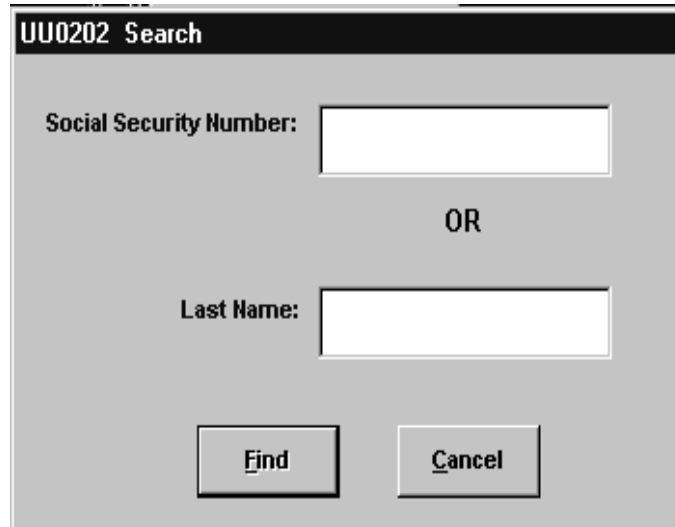 UU0202 Search
Social Security Number:
OR
Last Name:
Find Cancel